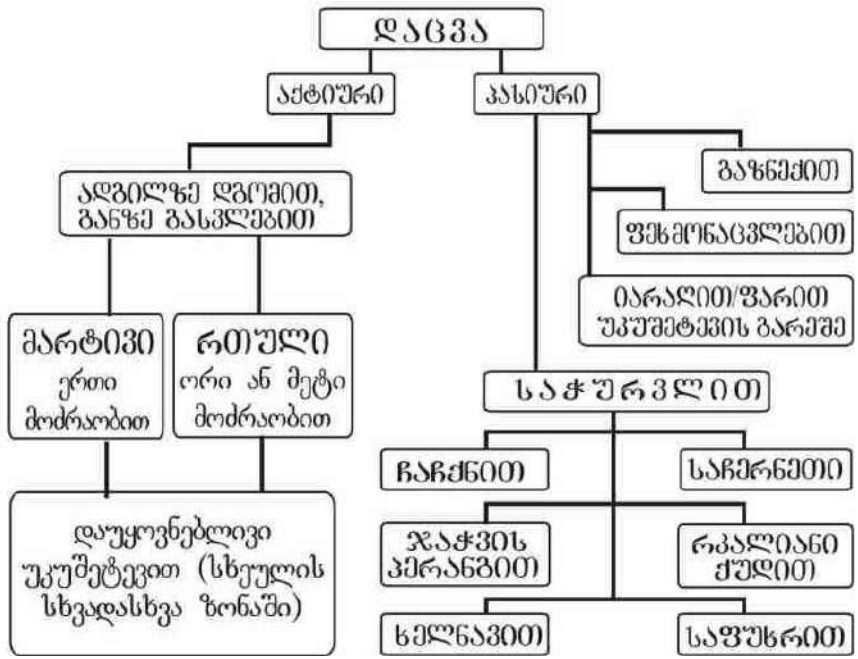 დაცვა
აქტიური
პასიური
ადგილზე დგომით,
განზე გასვლებით
მარტივი
ერთი
მოძრაობით
რთული
ორი ან მეტი
მოძრაობით
დაუყოვნებლივი
უკუშეტევით (სხეულის
სხვადასხვა ზონაში)
გაზნექით
ფეხმონაცვლებით
იარაღით/ფარით
უკუშეტევის გარეშე
საჭურვლით
ჩაჩქნით
საჩერნეთი
ჯაჭვის
პერანგით
რკალიანი
ქუდით
ხელნავით
საფუხრით